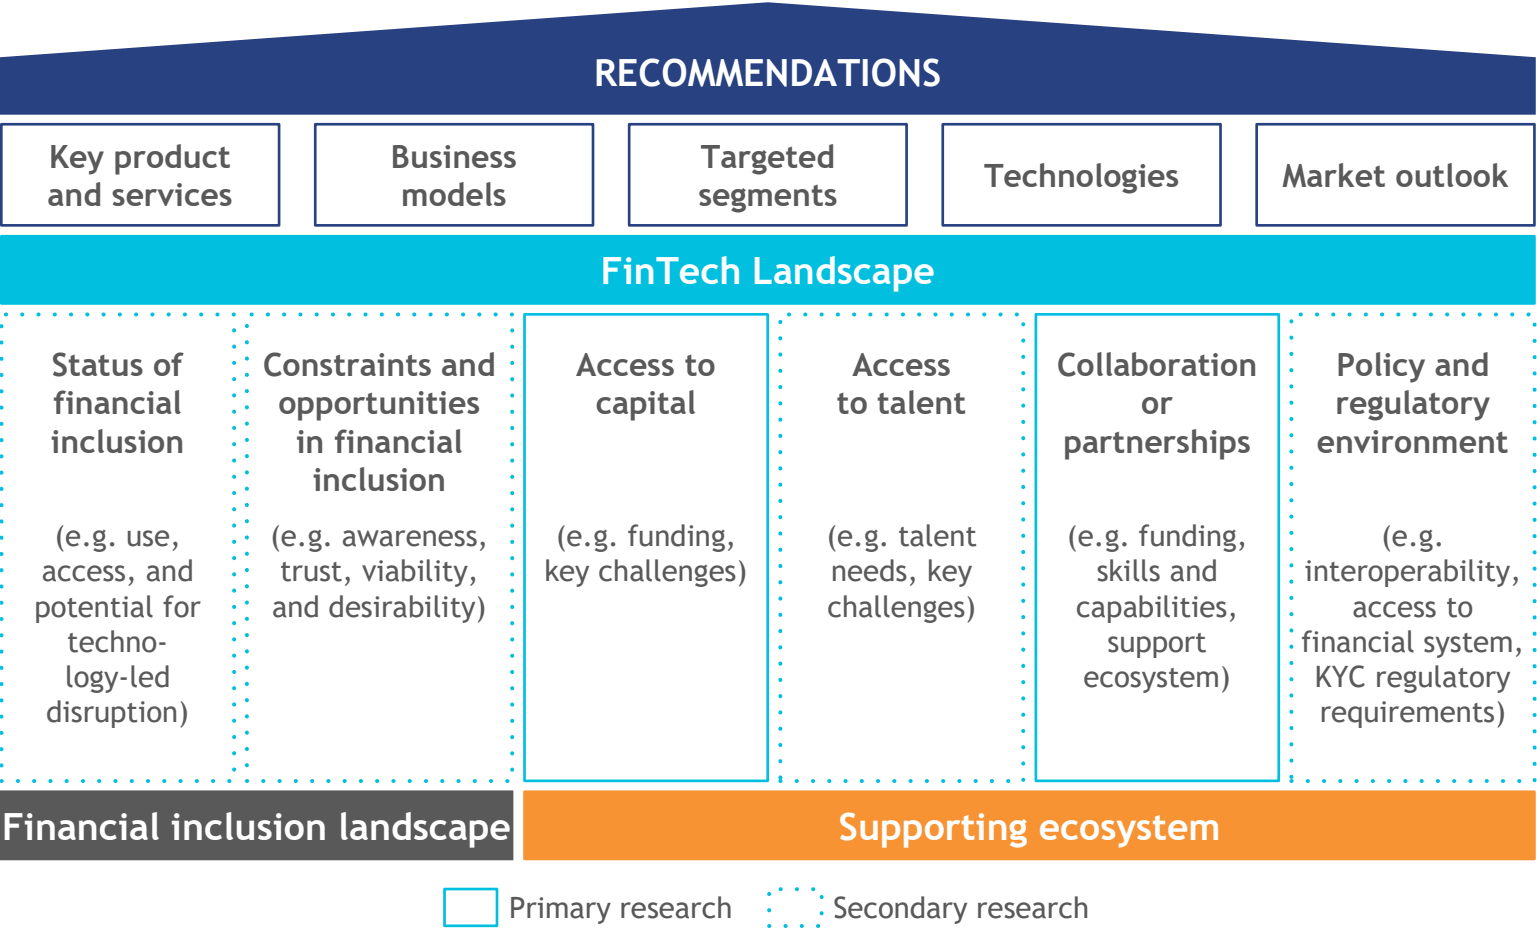 RECOMMENDATIONS
Key product
and services
Business
models
Targeted
segments
Technologies
Market outlook
FinTech Landscape
Status of
financial
inclusion
(e.g. use,
access, and
potential for
techno-
logy-led
disruption)
Constraints and
opportunities
in financial
inclusion
(e.g. awareness,
trust, viability,
and desirability)
Access to
capital
(e.g. funding,
key challenges)
Access
to talent
(e.g. talent
needs, key
challenges)
Collaboration
or
partnerships
(e.g. funding,
skills and
capabilities,
support
ecosystem)
Policy and
regulatory
environment
(e.g.
interoperability,
access to
financial system,
KYC regulatory
requirements)
Financial inclusion landscape
Supporting ecosystem
Primary research
Secondary research